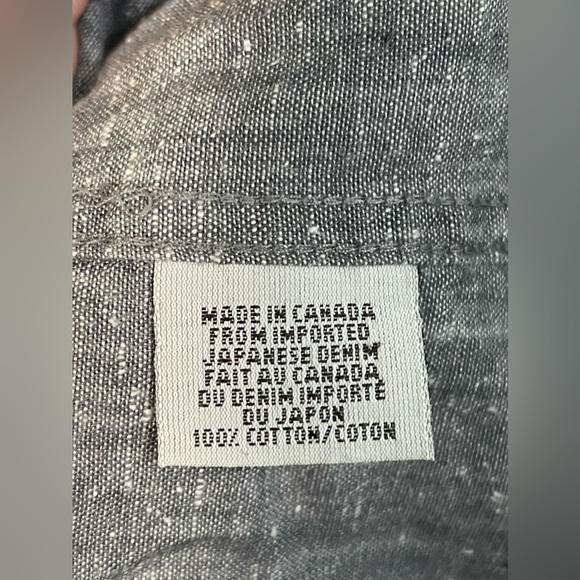 MADE IN CANADA
FROM IMPORTED
JAPANESE DENIM
FAIT AU CANADA
DU DENIM IMPORTÉ
DU JAPON
100% COTTON/COTON